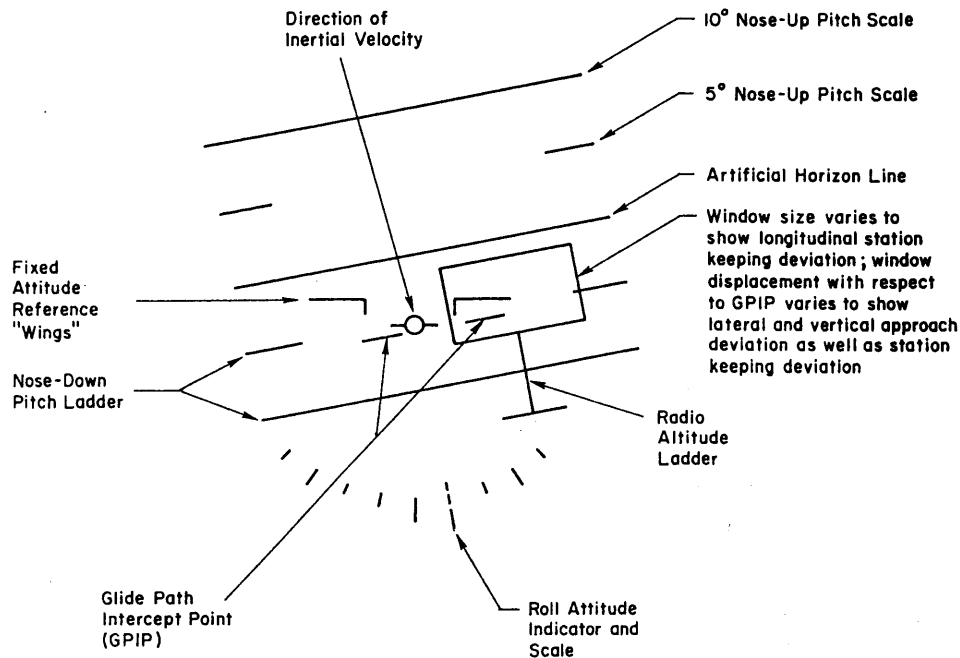 Direction of
Inertial Velocity
10° Nose-Up Pitch Scale
5° Nose-Up Pitch Scale
Artificial Horizon Line
Window size varies to
show longitudinal station
keeping deviation; window
displacement with respect
to GPIP varies to show
lateral and vertical approach
deviation as well as station
keeping deviation
Fixed
Attitude
Reference
"Wings"
Nose-Down
Pitch Ladder
Radio
Altitude
Ladder
Glide Path
Intercept Point
(GPIP)
Roll Attitude
Indicator and
Scale